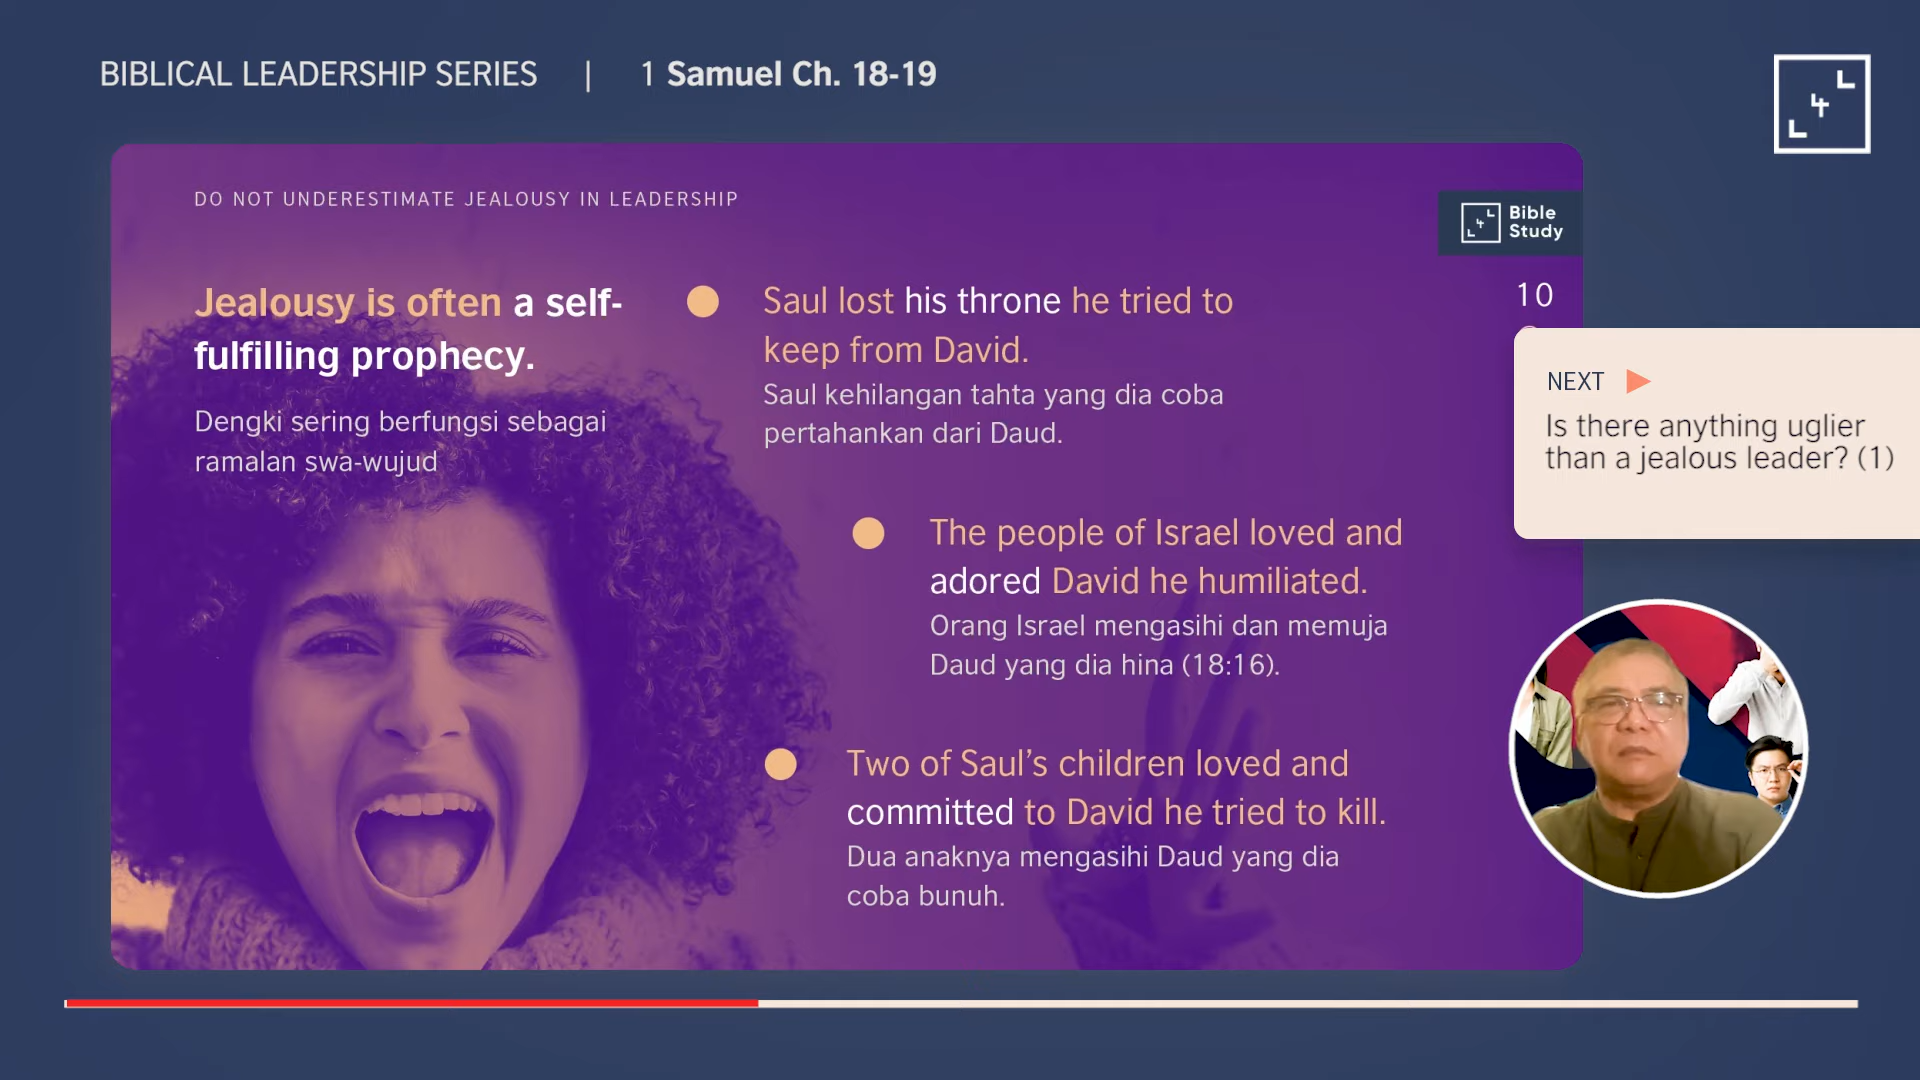 BIBLICAL LEADERSHIP SERIES | 1 Samuel Ch. 18-19
DO NOT UNDERESTIMATE JEALOUSY IN LEADERSHIP
Bible
Study
10
Jealousy is often a self-
fulfilling prophecy.
Dengki sering berfungsi sebagai
ramalan swa-wujud
Saul lost his throne he tried to
keep from David.
Saul kehilangan tahta yang dia coba
pertahankan dari Daud.
The people of Israel loved and
adored David he humiliated.
Orang Israel mengasihi dan memuja
Daud yang dia hina (18:16).
Two of Saul’s children loved and
committed to David he tried to kill.
Dua anaknya mengasihi Daud yang dia
coba bunuh.
NEXT
Is there anything uglier
than a jealous leader? (1)